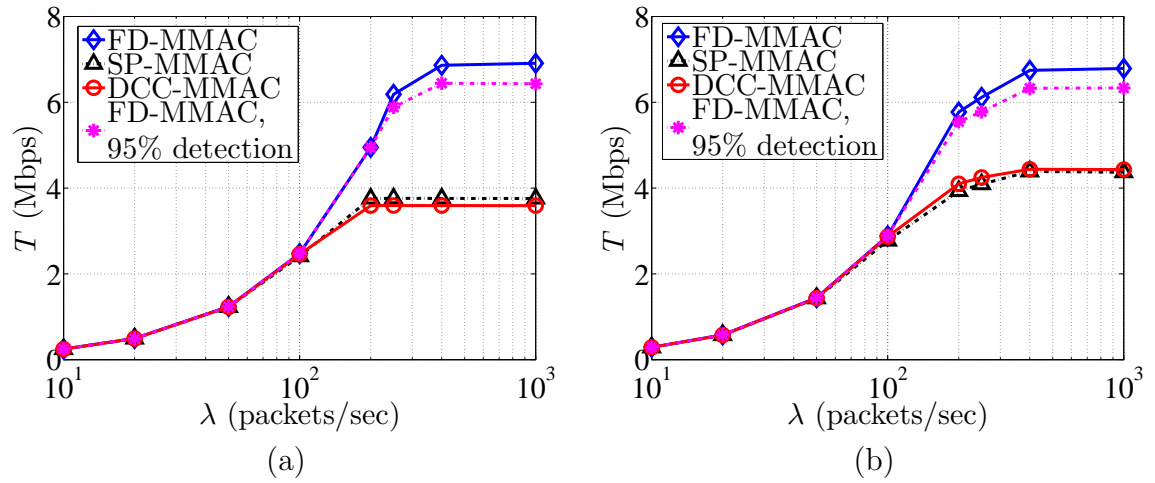 8
6
4
2
0
T (Mbps)
FD-MMAC
SP-MMAC
DCC-MMAC
FD-MMAC,
95% detection
10^1
10^2
10^3
λ (packets/sec)
(a)
8
6
4
2
0
T (Mbps)
FD-MMAC
SP-MMAC
DCC-MMAC
FD-MMAC,
95% detection
10^1
10^2
10^3
λ (packets/sec)
(b)